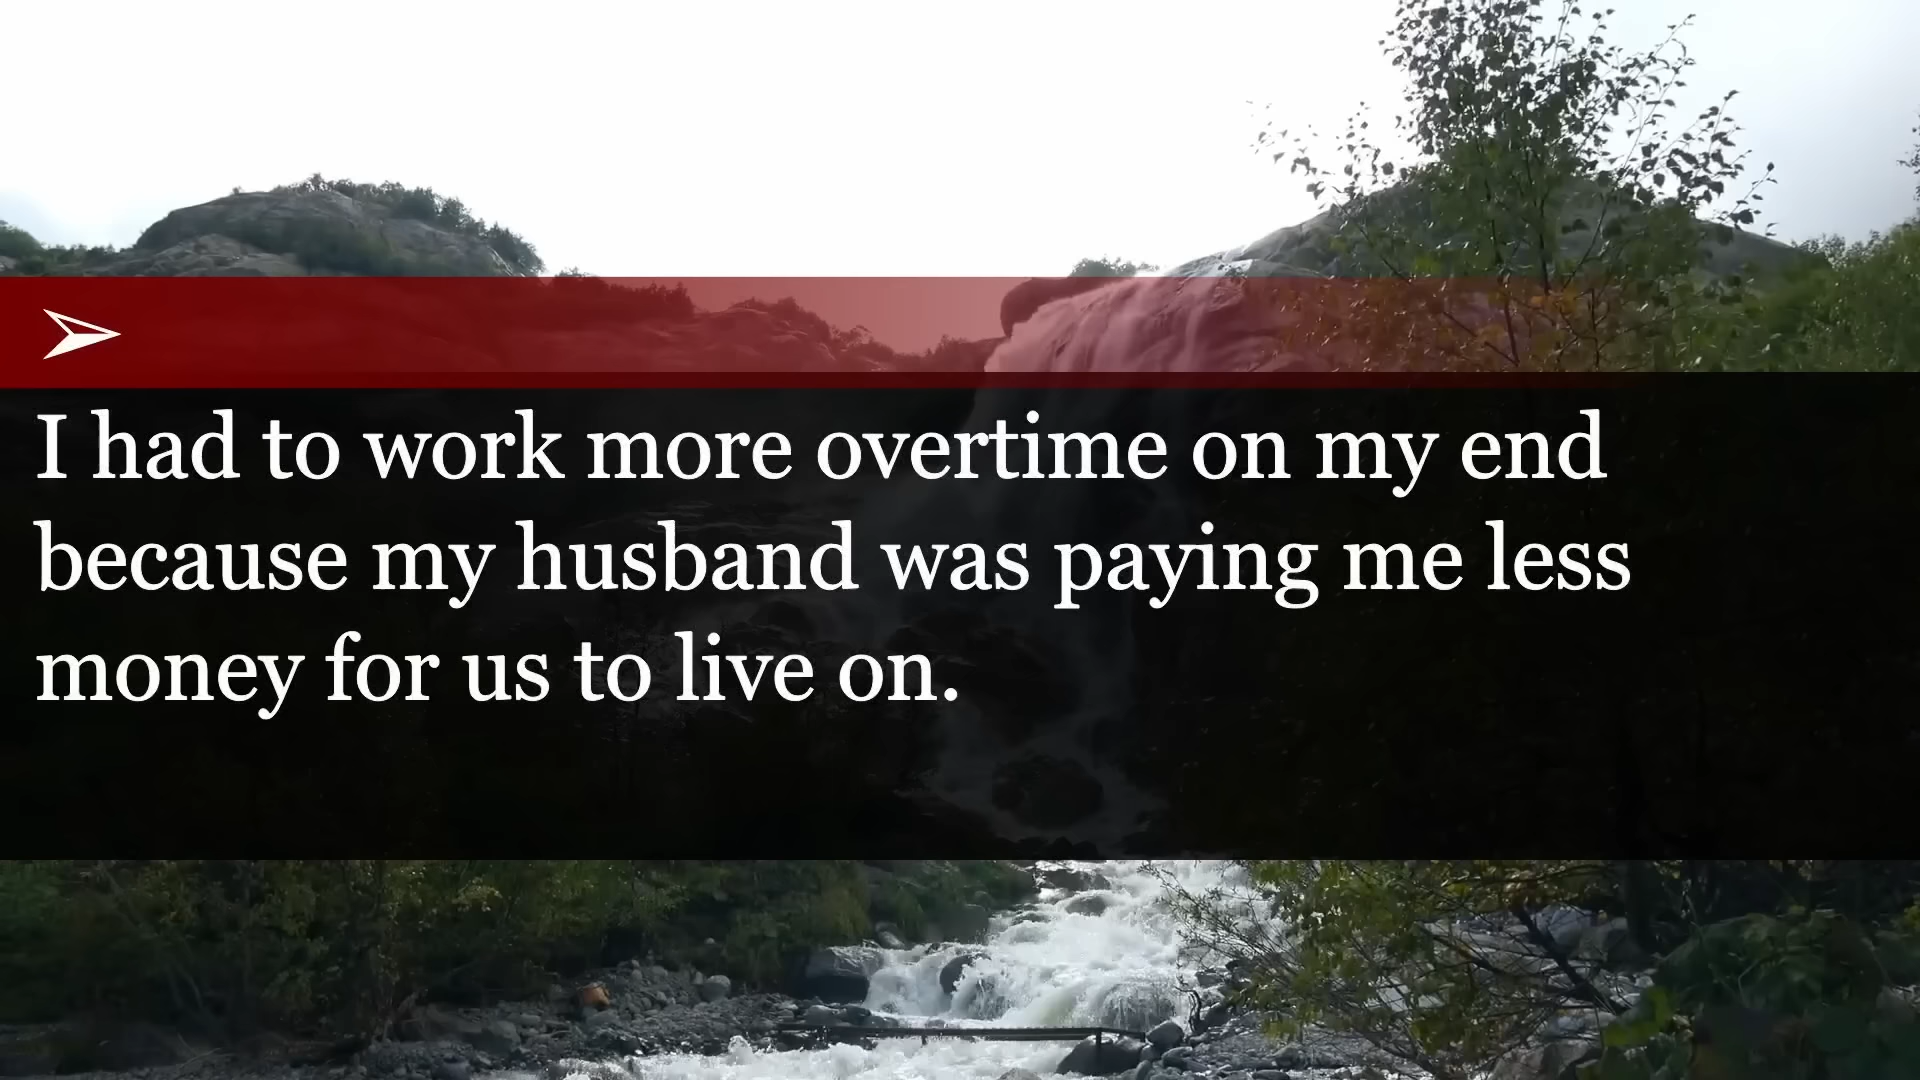 I had to work more overtime on my end
because my husband was paying me less
money for us to live on.